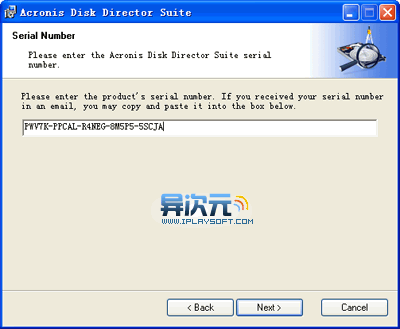 Acronis Disk Director Suite
Serial Number
Please enter the Acronis Disk Director Suite serial
number.
Please enter the product's serial number. If you received your serial number
in an email, you may copy and paste it into the box below.
PWV7K-PPCAL-R4NEG-8W5P5-5SCJA
异次元
WWW.IPLAYSOFT.COM
< Back
Next >
Cancel